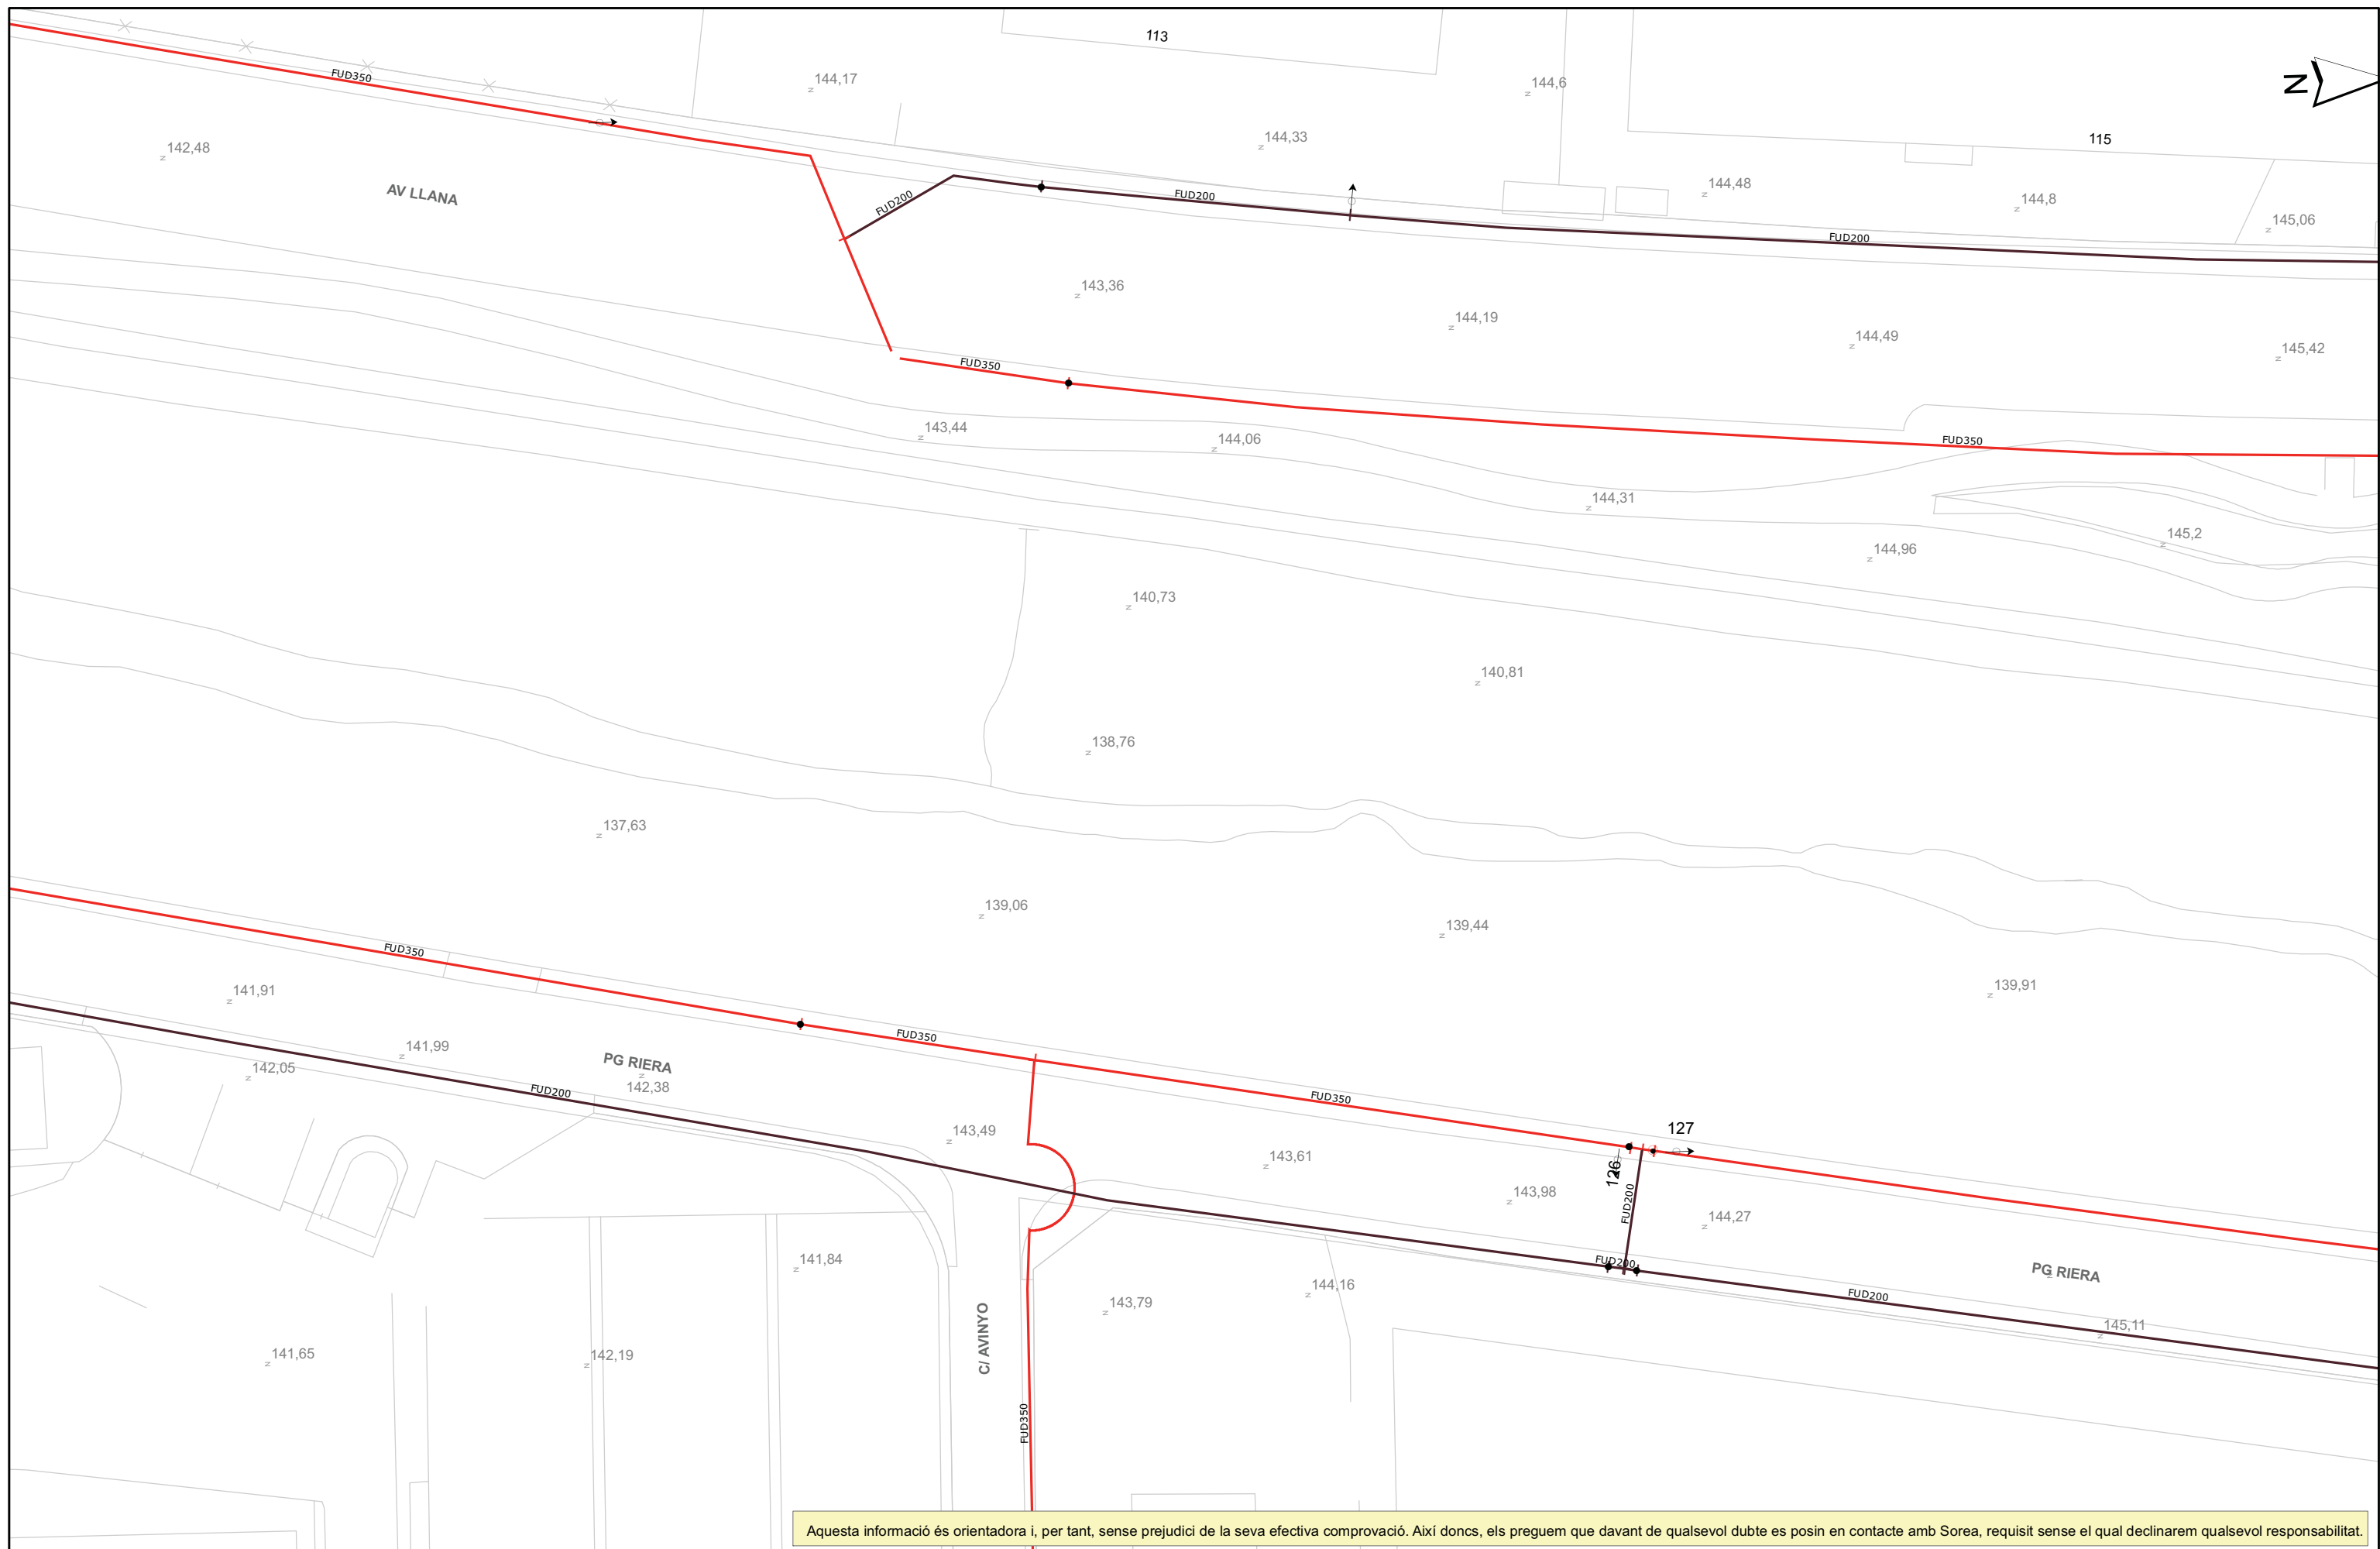 113
FUD350
144,17
144,6
N
144,33
115
142,48
AV LLANA
FUD200
FUD200
144,48
144,8
145,06
FUD200
143,36
144,19
144,49
145,42
FUD350
143,44
144,06
FUD350
144,31
145,2
144,96
140,73
140,81
138,76
137,63
139,06
139,44
FUD350
139,91
141,91
FUD350
141,99
PG RIERA
142,05
142,38
FUD200
FUD350
127
143,49
143,61
126
143,98
FUD200
144,27
141,84
FUD200
PG RIERA
144,16
FUD200
143,79
145,11
C/ AVINYO
141,65
142,19
FUD350
Aquesta informació és orientadora i, per tant, sense prejudici de la seva efectiva comprovació. Així doncs, els preguem que davant de qualsevol dubte es posin en contacte amb Sorea, requisit sense el qual declinarem qualsevol responsabilitat.